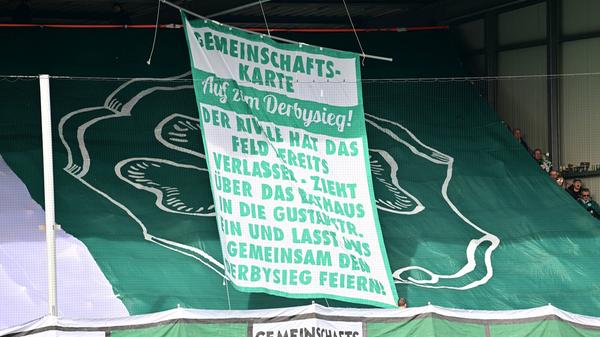 GEMEINSCHAFTS-
KARTE
Auf zum Derbysieg!
DER RIVALE HAT DAS
FELD BEREITS
VERLASSEN - ZIEHT
ÜBER DAS RATHAUS
IN DIE GUSTAVSTR.
EIN UND LASST UNS
GEMEINSAM DEN
DERBYSIEG FEIERN!
GEMEINSCHAFTS